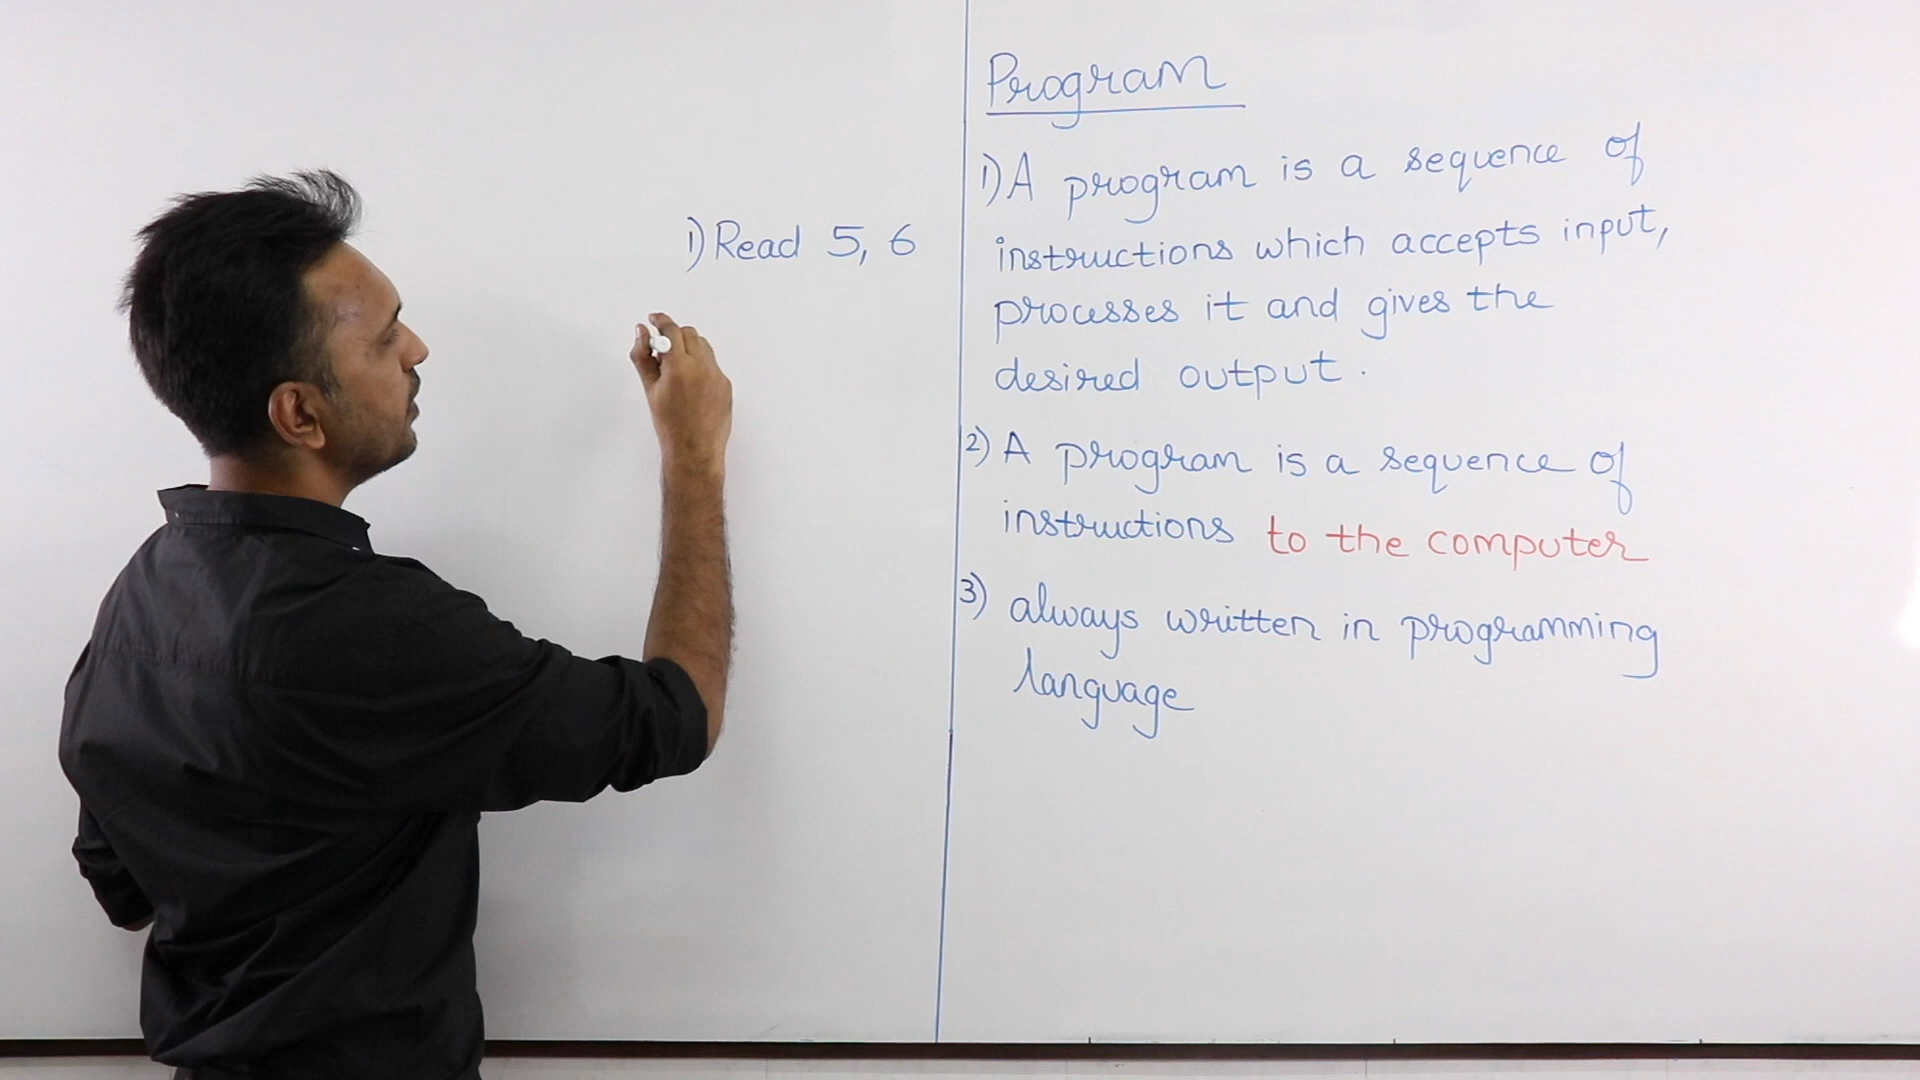 1) Read 5, 6
Program
1) A program is a sequence of
instructions which accepts input,
processes it and gives the
desired output.
2) A program is a sequence of
instructions to the computer
3) always written in programming
language